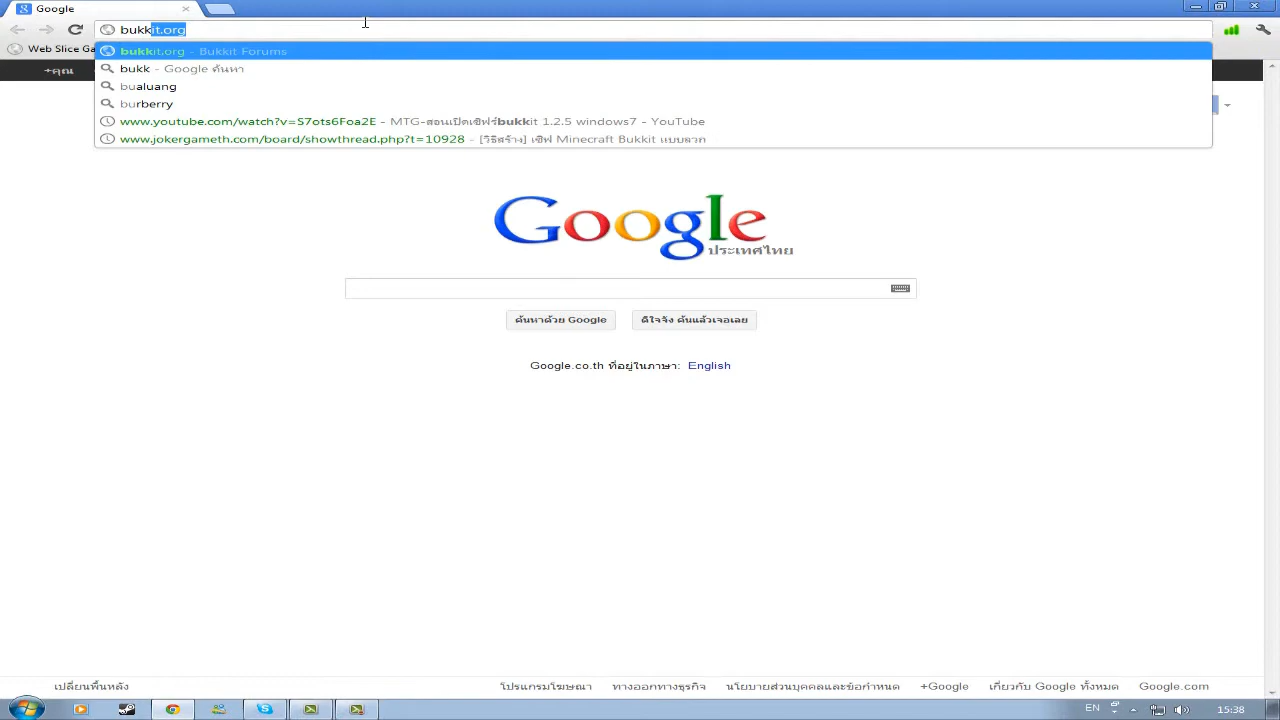 Google
bukkit.org
Web Slice Ga
bukkit.org - Bukkit Forums
+คุณ
bukk - Google ค้นหา
bualuang
burberry
www.youtube.com/watch?v=S7ots6Foa2E - MTG-สอนเปิดเซิฟร์bukkit 1.2.5 windows7 - YouTube
www.jokergameth.com/board/showthread.php?t=10928 - [วิธีสร้าง] เซิฟ Minecraft Bukkit แบบลวก
Google
ประเทศไทย
ค้นหาด้วย Google
ดีใจจัง ค้นแล้วเจอเลย
Google.co.th ที่อยู่ในภาษา: English
เปลี่ยนพื้นหลัง
โปรแกรมโฆษณา
ทางออกทางธุรกิจ
นโยบายส่วนบุคคลและข้อกำหนด
+Google
เกี่ยวกับ Google ทั้งหมด
Google.com
EN
15:38